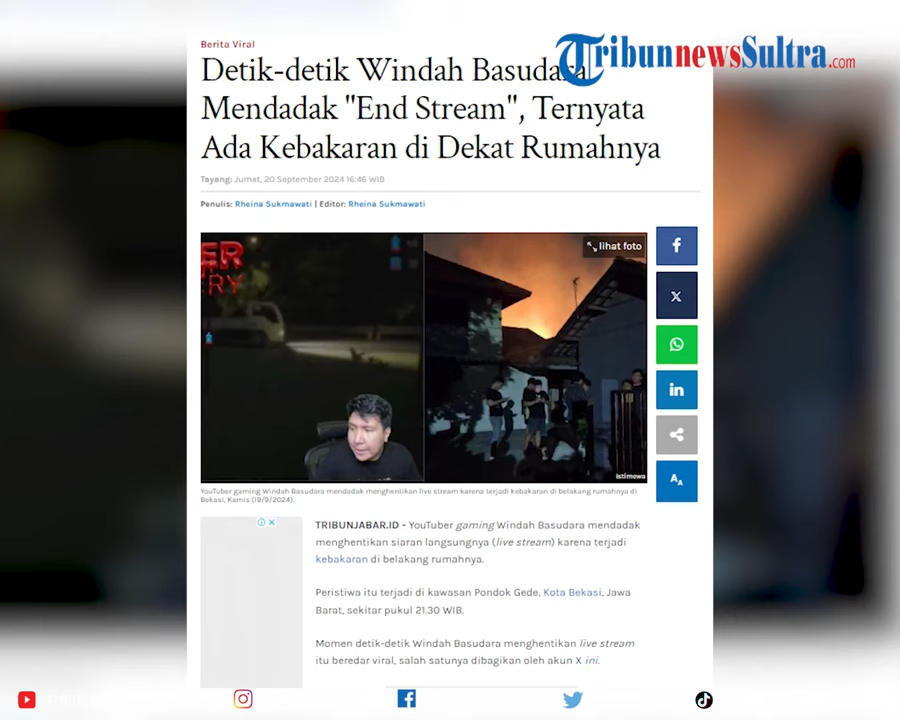 Berita Viral
TribunnewsSultra.com
Detik-detik Windah Basudara
Mendadak "End Stream", Ternyata
Ada Kebakaran di Dekat Rumahnya
Tayang: Jumat, 20 September 2024 16:46 WIB
Penulis: Rheina Sukmawati | Editor: Rheina Sukmawati
ER
RY
lihat foto
Istimewa
YouTuber gaming Windah Basudara mendadak menghentikan live stream karena terjadi kebakaran di belakang rumahnya di
Bekasi, Kamis (19/9/2024).
TRIBUNJABAR.ID - YouTuber gaming Windah Basudara mendadak
menghentikan siaran langsungnya (live stream) karena terjadi
kebakaran di belakang rumahnya.
Peristiwa itu terjadi di kawasan Pondok Gede, Kota Bekasi, Jawa
Barat, sekitar pukul 21.30 WIB.
Momen detik-detik Windah Basudara menghentikan live stream
itu beredar viral, salah satunya dibagikan oleh akun X ini.